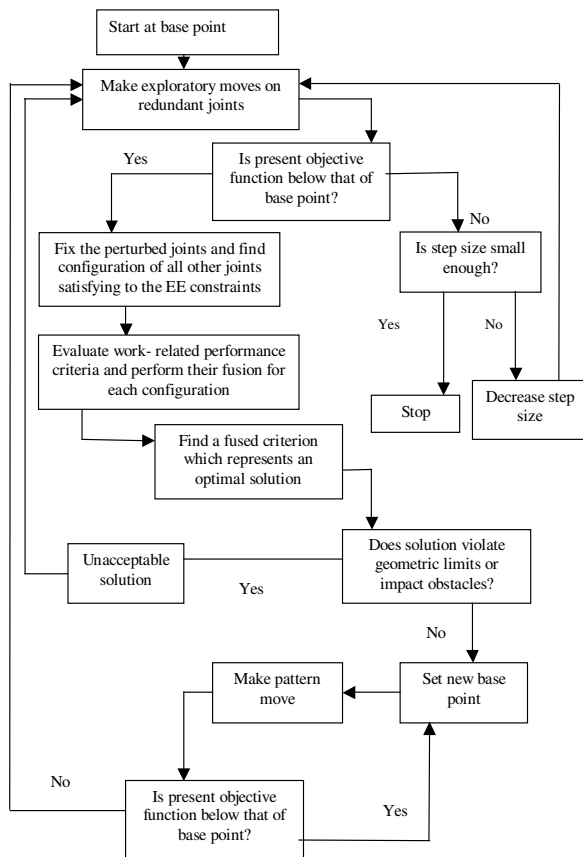 Start at base point
Make exploratory moves on
redundant joints
Yes
Is present objective
function below that of
base point?
No
Fix the perturbed joints and find
configuration of all other joints
satisfying to the EE constraints
Is step size small
enough?
Yes
No
Evaluate work- related performance
criteria and perform their fusion for
each configuration
Stop
Decrease step
size
Find a fused criterion
which represents an
optimal solution
Unacceptable
solution
Yes
Does solution violate
geometric limits or
impact obstacles?
No
Make pattern
move
Set new base
point
No
Is present objective
function below that of
base point?
Yes